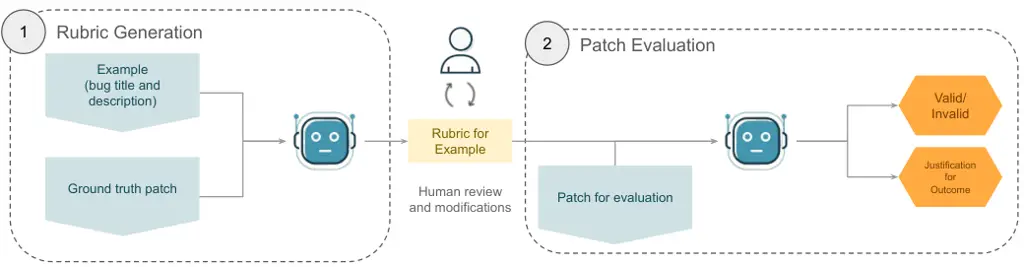 1
Rubric Generation
Example
(bug title and
description)
Ground truth patch
Rubric for
Example
Human review
and modifications
2
Patch Evaluation
Patch for evaluation
Valid/
Invalid
Justification
for
Outcome